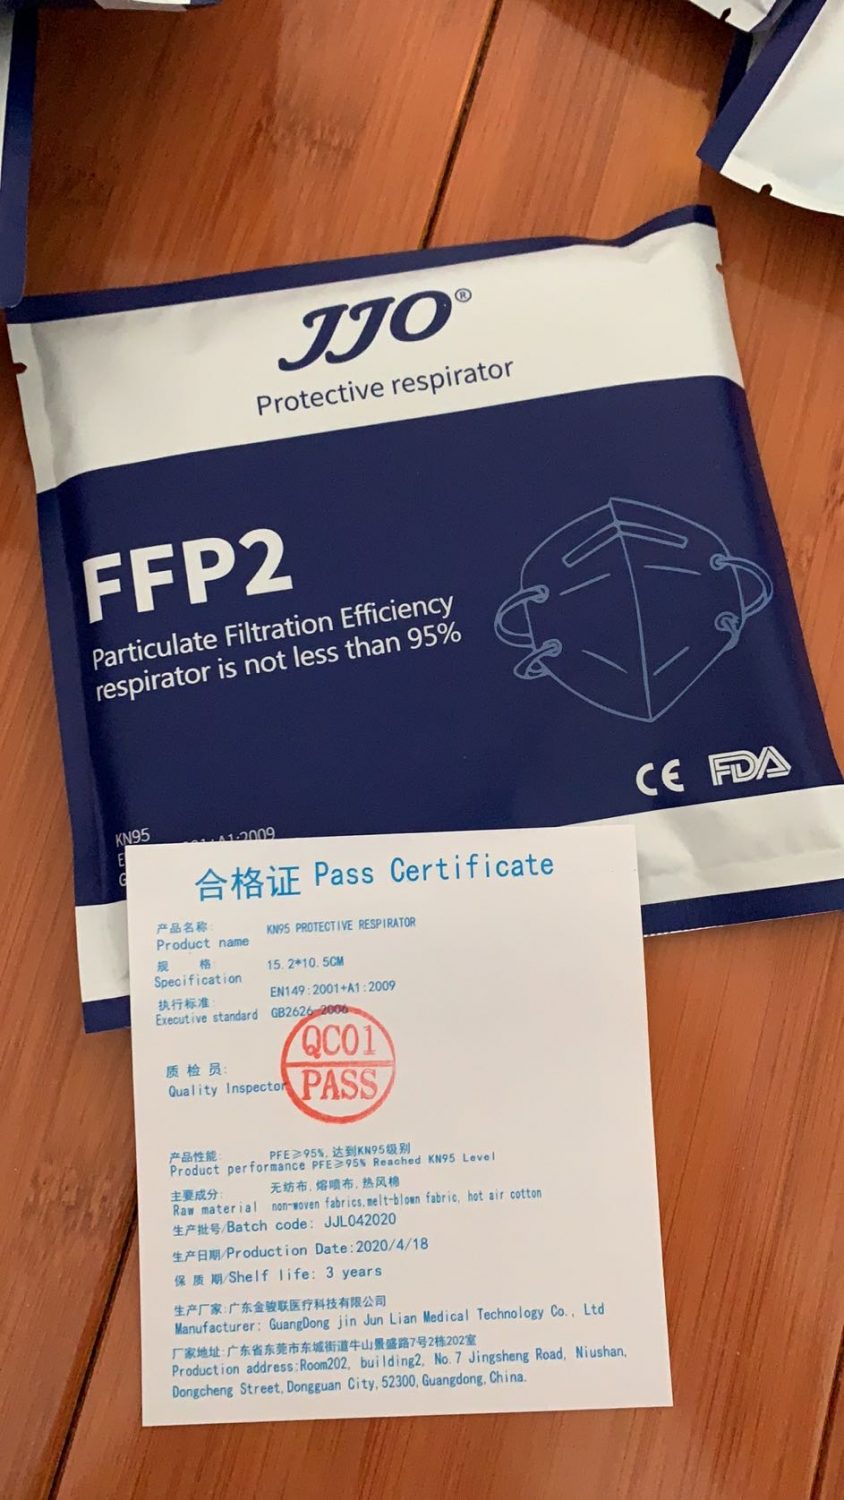 JJO®
Protective respirator
FFP2
Particulate Filtration Efficiency
respirator is not less than 95%
CE FDA
KN95
A1:2009
合格证 Pass Certificate
产品名称: KN95 PROTECTIVE RESPIRATOR
Product name
规 格 15.2*10.5CM
Specification
执行标准: EN149:2001+A1:2009
Executive standard GB2626-2006
QC01
PASS
质 检 员:
Quality Inspector
产品性能: PFE≥95%,达到KN95级别
Product performance PFE≥95% Reached KN95 Level
主要成分: 无纺布,熔喷布,热风棉
Raw material non-woven fabrics,melt-blown fabric, hot air cotton
生产批号/Batch code: JJL042020
生产日期/Production Date:2020/4/18
保 质 期/Shelf life: 3 years
生产厂家:广东金骏联医疗科技有限公司
Manufacturer: GuangDong jin Jun Lian Medical Technology Co., Ltd
厂家地址:广东省东莞市东城街道牛山景盛路7号2栋202室
Production address:Room202, building2, No.7 Jingsheng Road, Niushan,
Dongcheng Street,Dongguan City,52300,Guangdong,China.